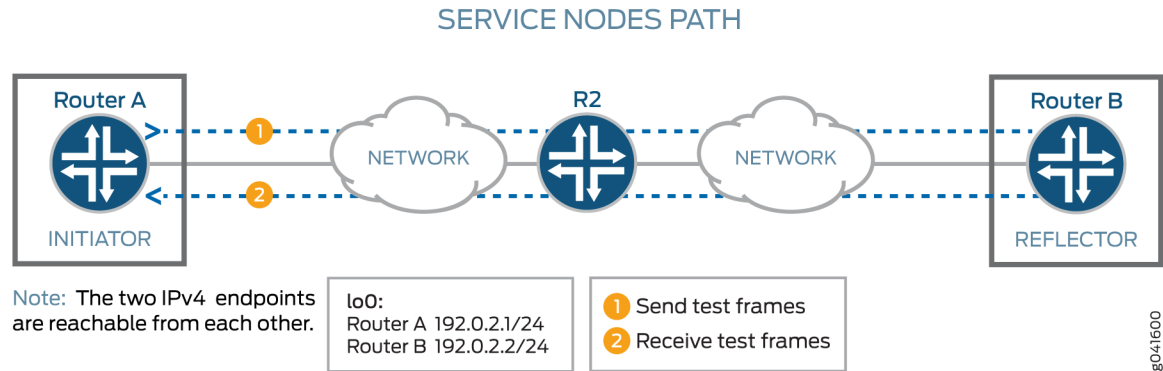 SERVICE NODES PATH
Router A
R2
Router B
1
NETWORK
NETWORK
2
INITIATOR
REFLECTOR
Note: The two IPv4 endpoints
are reachable from each other.
lo0:
Router A 192.0.2.1/24
Router B 192.0.2.2/24
1 Send test frames
2 Receive test frames
g041600